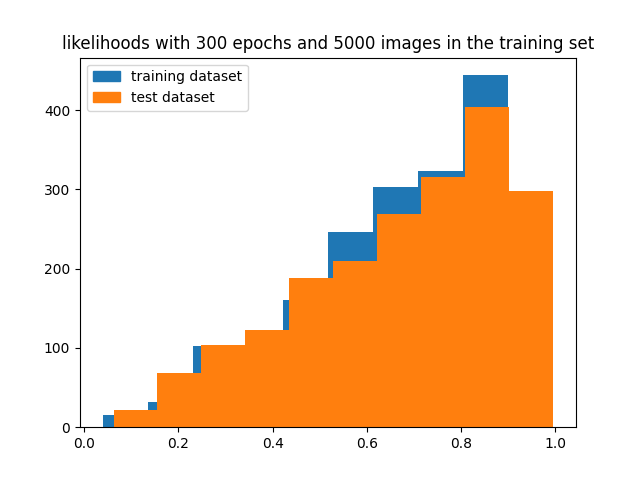 likelihoods with 300 epochs and 5000 images in the training set
training dataset
test dataset
400
300
200
100
0
0.0 0.2 0.4 0.6 0.8 1.0